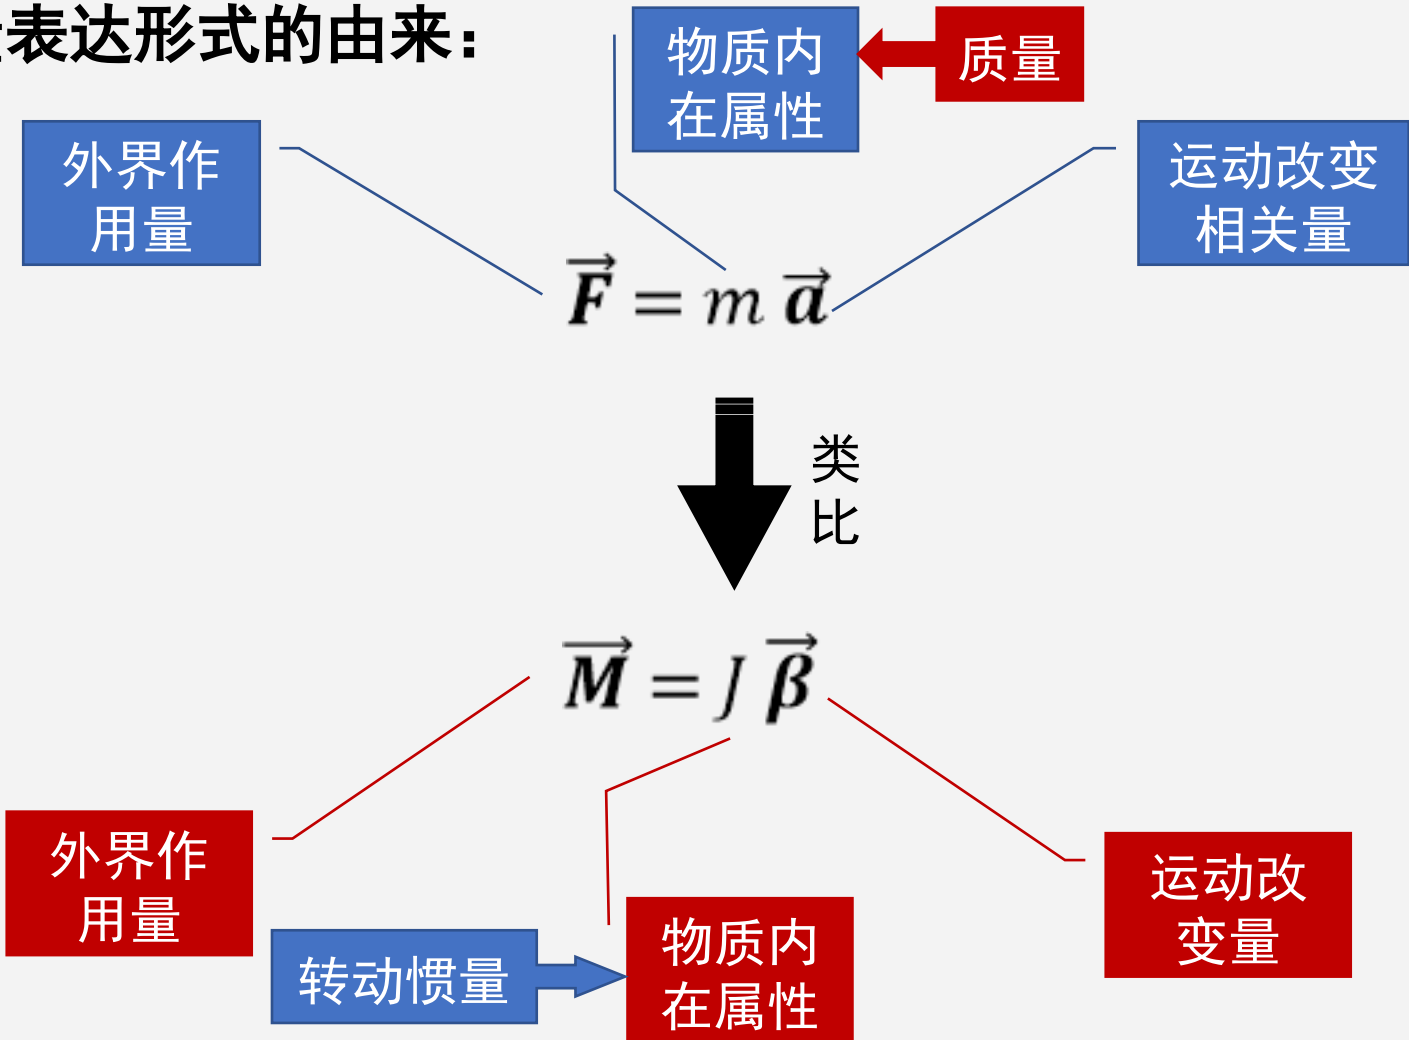 表达形式的由来：
物质内
在属性
质量
外界作
用量
运动改变
相关量
F = m a
类
比
M = J β
外界作
用量
转动惯量
物质内
在属性
运动改
变量